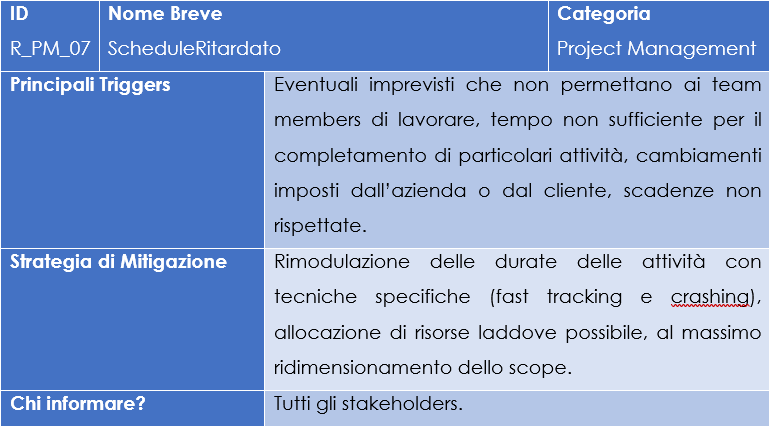 ID Nome Breve Categoria
R_PM_07 ScheduleRitardato Project Management
Principali Triggers Eventuali imprevisti che non permettano ai team
members di lavorare, tempo non sufficiente per il
completamento di particolari attività, cambiamenti
imposti dall'azienda o dal cliente, scadenze non
rispettate.
Strategia di Mitigazione Rimodulazione delle durate delle attività con
tecniche specifiche (fast tracking e crashing),
allocazione di risorse laddove possibile, al massimo
ridimensionamento dello scope.
Chi informare? Tutti gli stakeholders.